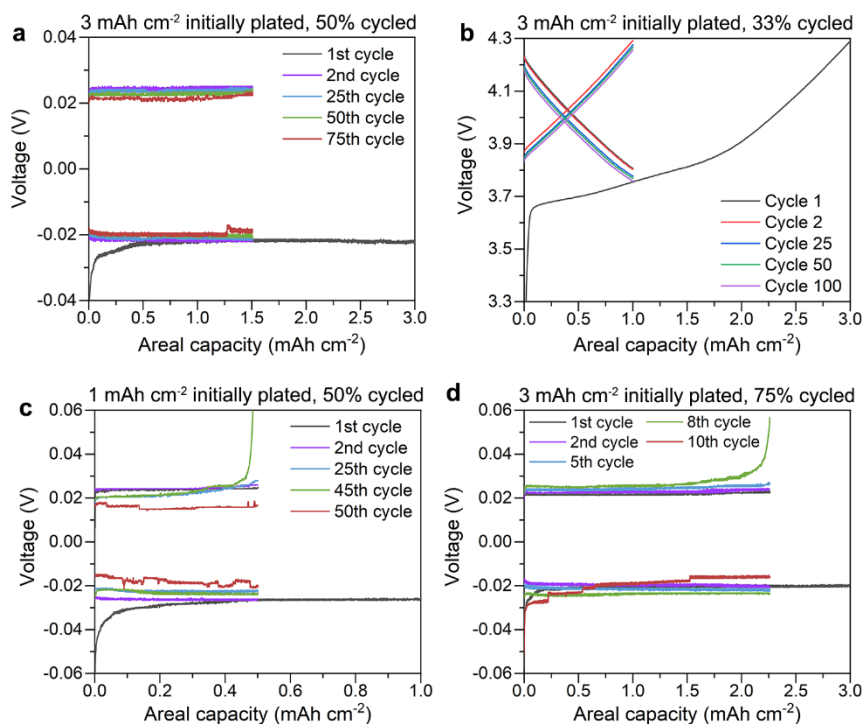 a
3 mAh cm⁻² initially plated, 50% cycled
0.04
0.02
0.00
-0.02
-0.04
Voltage (V)
1st cycle
2nd cycle
25th cycle
50th cycle
75th cycle
0.0 0.5 1.0 1.5 2.0 2.5 3.0
Areal capacity (mAh cm⁻²)
b
3 mAh cm⁻² initially plated, 33% cycled
4.3
4.1
3.9
3.7
3.5
3.3
Voltage (V)
Cycle 1
Cycle 2
Cycle 25
Cycle 50
Cycle 100
0.0 0.5 1.0 1.5 2.0 2.5 3.0
Areal capacity (mAh cm⁻²)
c
1 mAh cm⁻² initially plated, 50% cycled
0.06
0.04
0.02
0.00
-0.02
-0.04
-0.06
Voltage (V)
1st cycle
2nd cycle
25th cycle
45th cycle
50th cycle
0.0 0.2 0.4 0.6 0.8 1.0
Areal capacity (mAh cm⁻²)
d
3 mAh cm⁻² initially plated, 75% cycled
0.06
0.04
0.02
0.00
-0.02
-0.04
-0.06
Voltage (V)
1st cycle
2nd cycle
5th cycle
8th cycle
10th cycle
0.0 0.5 1.0 1.5 2.0 2.5 3.0
Areal capacity (mAh cm⁻²)